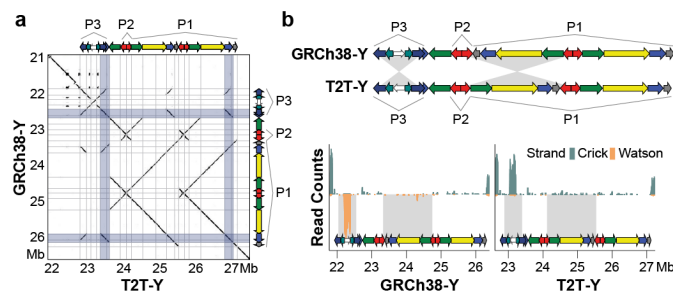 a
P3 P2 P1
21
22
23
24
25
26
Mb
GRCh38-Y
P3
P2
P1
22 23 24 25 26 27 Mb
T2T-Y
b
P3 P2 P1
GRCh38-Y
T2T-Y
P3 P2 P1
Strand Crick Watson
Read Counts
22 23 24 25 26 23 24 25 26 27 Mb
GRCh38-Y T2T-Y